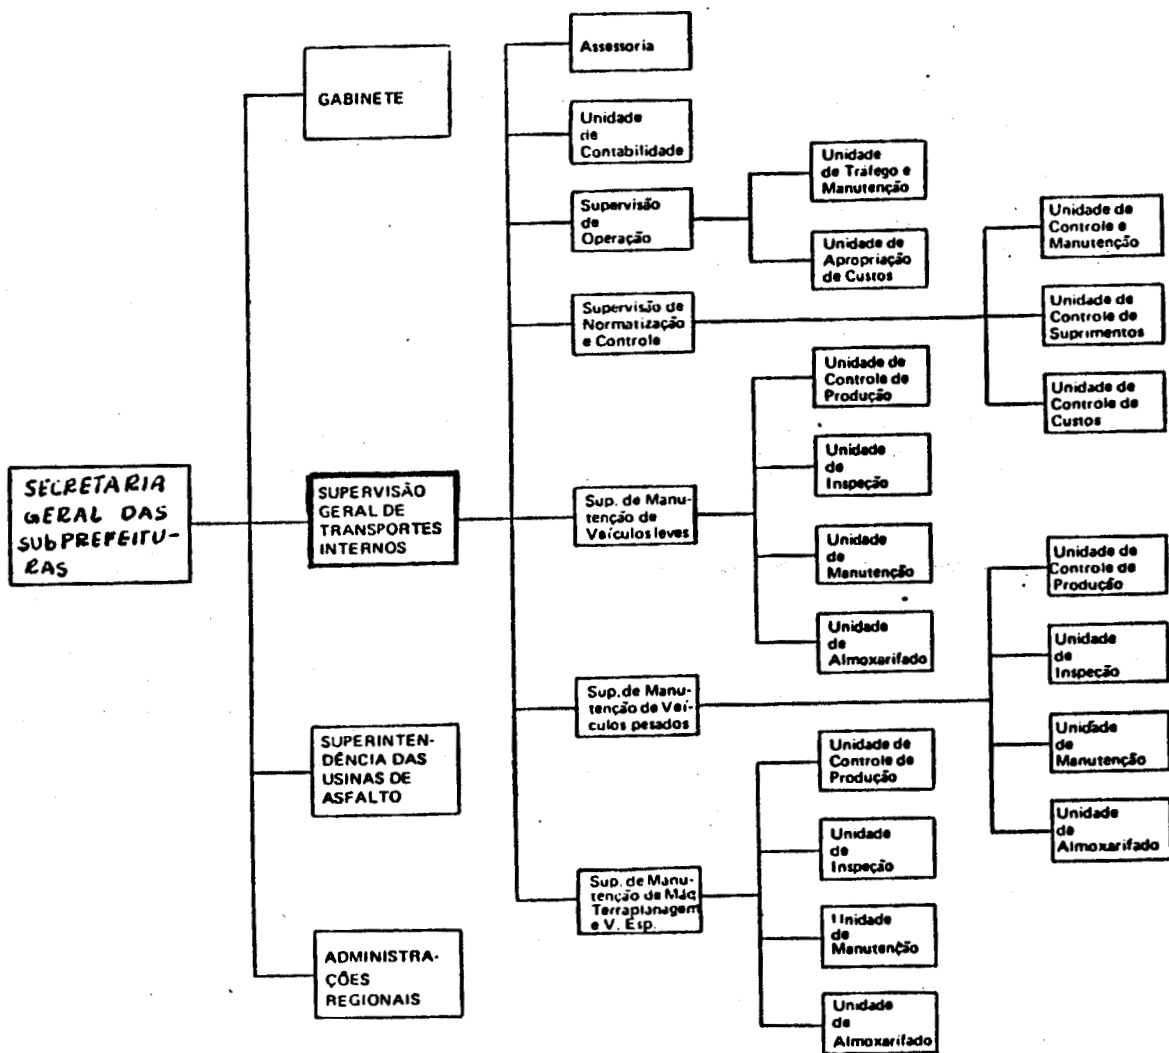 SECRETARIA
GERAL DAS
SUBPREFEITU-
RAS
GABINETE
SUPERVISÃO
GERAL DE
TRANSPORTES
INTERNOS
SUPERINTEN-
DÊNCIA DAS
USINAS DE
ASFALTO
ADMINISTRA-
ÇÕES
REGIONAIS
Assessoria
Unidade
de
Contabilidade
Supervisão
de
Operação
Unidade
de Tráfego e
Manutenção
Unidade de
Apropriação
de Custos
Supervisão de
Normatização
e Controle
Unidade de
Controle e
Manutenção
Unidade de
Controle de
Suprimentos
Unidade de
Controle de
Custos
Sup. de Manu-
tenção de
Veículos leves
Unidade de
Controle de
Produção
Unidade
de
Inspeção
Unidade
de
Manutenção
Unidade
de
Almoxarifado
Sup. de Manu-
tenção de Veí-
culos pesados
Unidade de
Controle de
Produção
Unidade
de
Inspeção
Unidade
de
Manutenção
Unidade
de
Almoxarifado
Sup. de Manu-
tenção de Máq
Terraplanagem
e V. Esp.
Unidade de
Controle de
Produção
Unidade
de
Inspeção
Unidade
de
Manutenção
Unidade
de
Almoxarifado